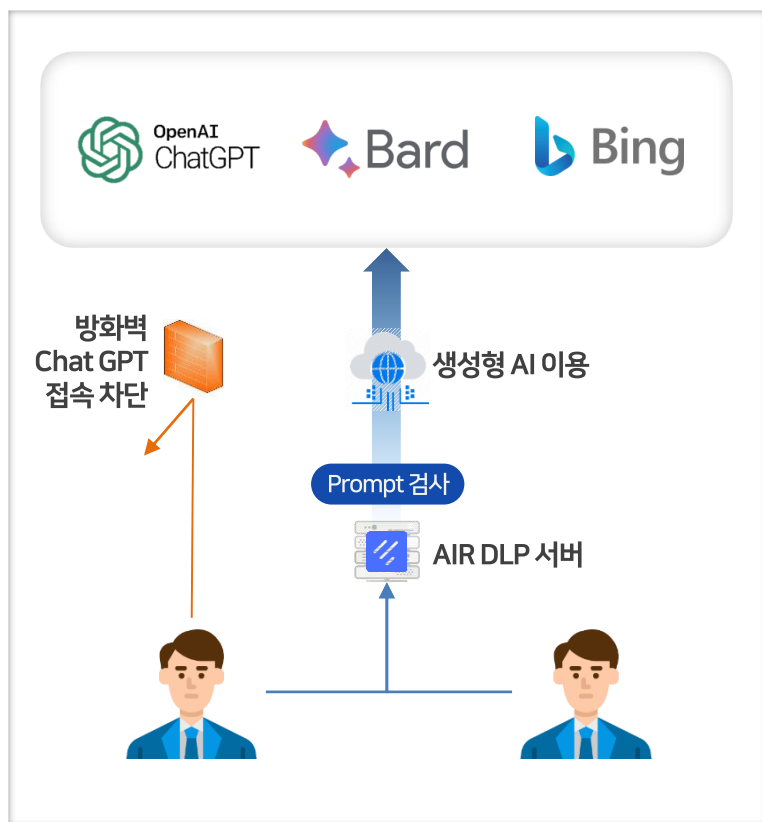 OpenAI
ChatGPT
Bard
Bing
방화벽
Chat GPT
접속 차단
생성형 AI 이용
Prompt 검사
AIR DLP 서버